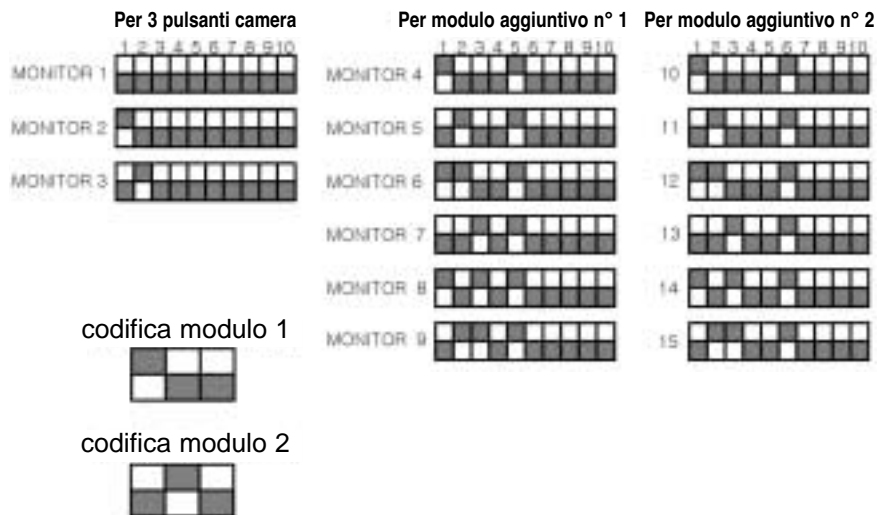 Per 3 pulsanti camera
1 2 3 4 5 6 7 8 9 10
MONITOR 1
MONITOR 2
MONITOR 3
Per modulo aggiuntivo n° 1
1 2 3 4 5 6 7 8 9 10
MONITOR 4
MONITOR 5
MONITOR 6
MONITOR 7
MONITOR 8
MONITOR 9
Per modulo aggiuntivo n° 2
1 2 3 4 5 6 7 8 9 10
10
11
12
13
14
15
codifica modulo 1
codifica modulo 2